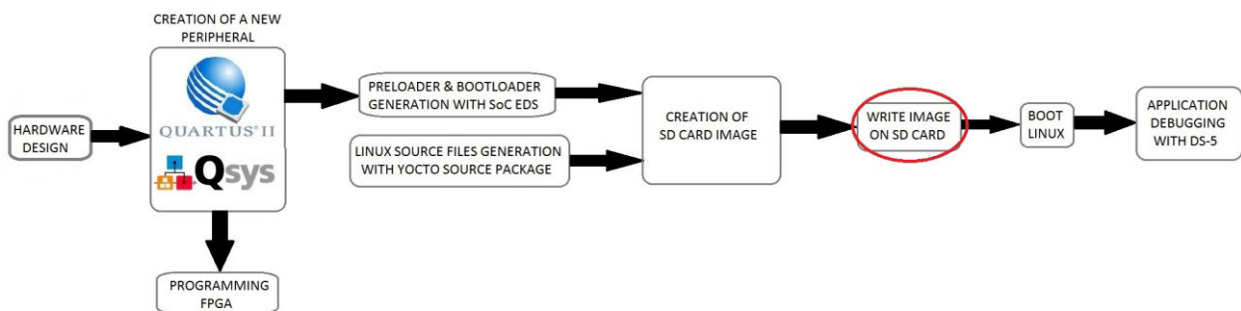 CREATION OF A NEW
PERIPHERAL
QUARTUS® II
Qsys
HARDWARE
DESIGN
PROGRAMMING
FPGA
PRELOADER & BOOTLOADER
GENERATION WITH SoC EDS
LINUX SOURCE FILES GENERATION
WITH YOCTO SOURCE PACKAGE
CREATION OF
SD CARD IMAGE
WRITE IMAGE
ON SD CARD
BOOT
LINUX
APPLICATION
DEBUGGING
WITH DS-5